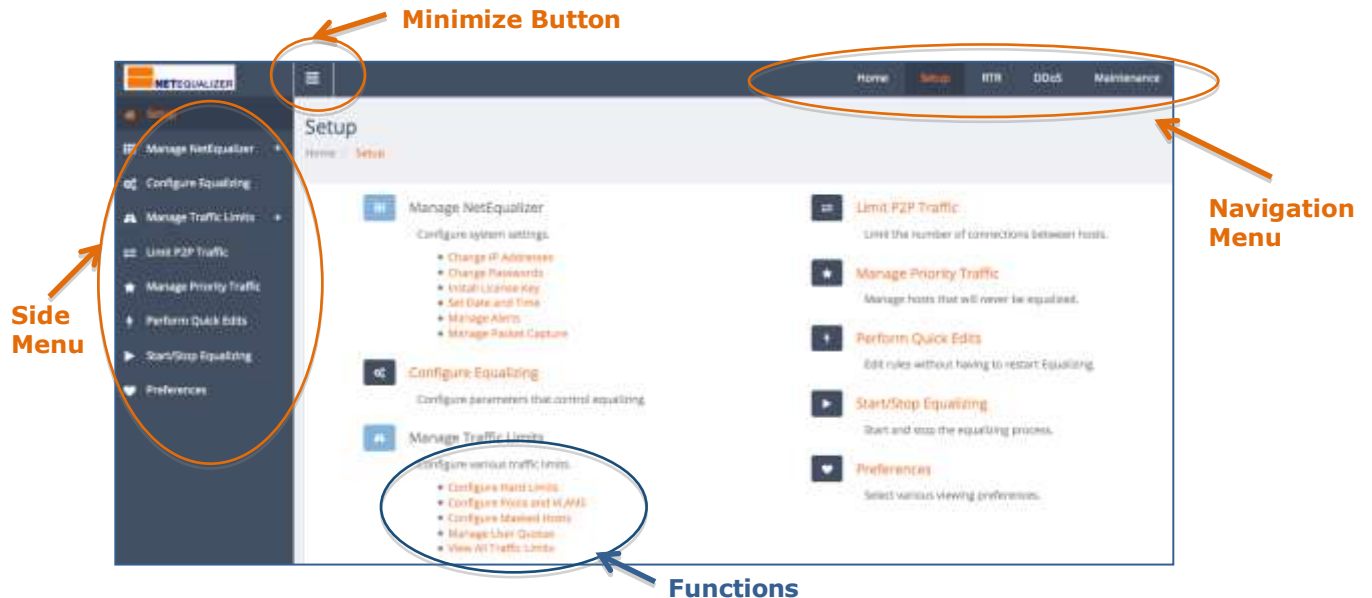 Minimize Button
NETEQUALIZER
Home Setup RTR DDoS Maintenance
Setup
Setup
Home Setup
Manage NetEqualizer +
Configure Equalizing
Manage Traffic Limits +
Limit P2P Traffic
Manage Priority Traffic
Perform Quick Edits
Start/Stop Equalizing
Preferences
Side
Menu
Navigation
Menu
Manage NetEqualizer
Configure system settings.
Change IP Addresses
Change Passwords
Install License Key
Set Date and Time
Manage Alerts
Manage Packet Capture
Configure Equalizing
Configure parameters that control equalizing.
Manage Traffic Limits
Configure various traffic limits.
Configure Hard Limits
Configure Pools and VLANS
Configure Masked Hosts
Manage User Quotas
View All Traffic Limits
Limit P2P Traffic
Limit the number of connections between hosts.
Manage Priority Traffic
Manage hosts that will never be equalized.
Perform Quick Edits
Edit rules without having to restart Equalizing.
Start/Stop Equalizing
Start and stop the equalizing process.
Preferences
Select various viewing preferences.
Functions